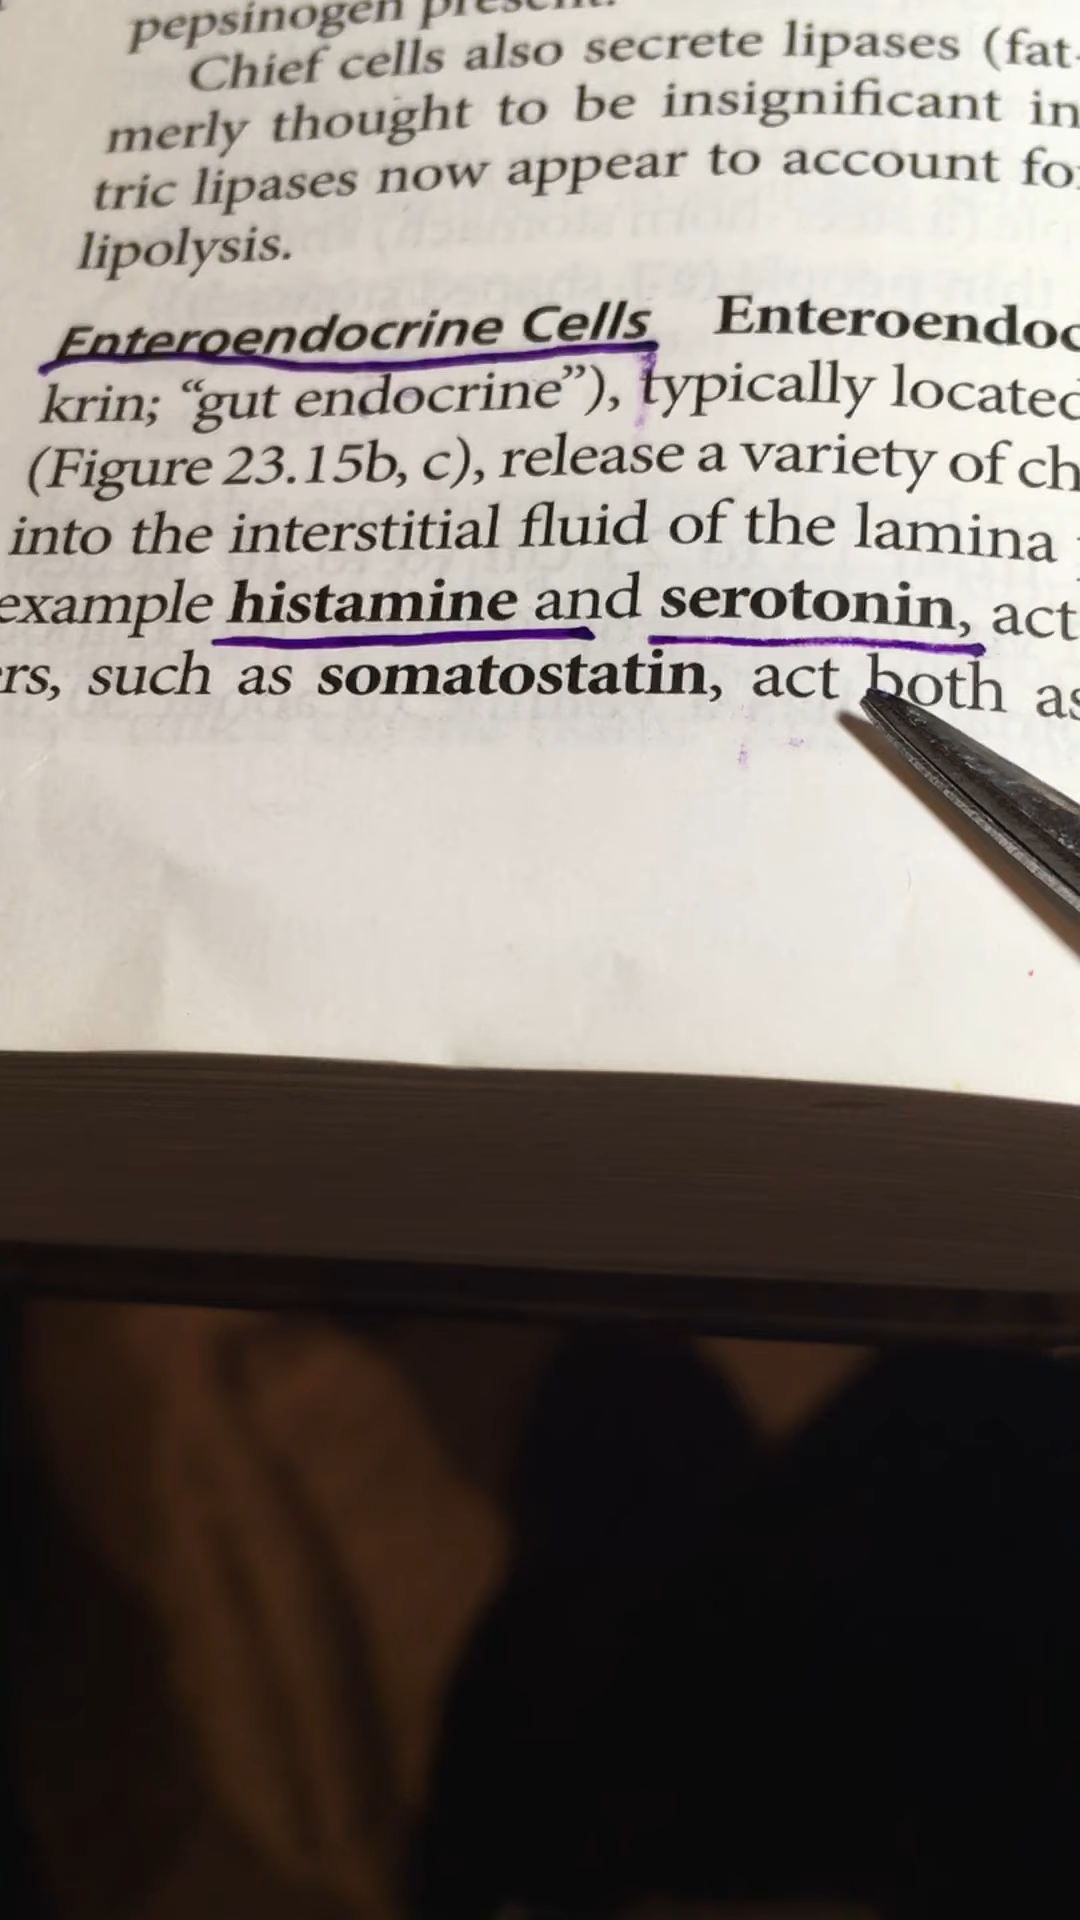 pepsinogen present.
Chief cells also secrete lipases (fat-
merly thought to be insignificant in
tric lipases now appear to account fo
lipolysis.
Enteroendocrine Cells Enteroendoc
krin; “gut endocrine”), typically located
(Figure 23.15b, c), release a variety of ch
into the interstitial fluid of the lamina
example histamine and serotonin, act
rs, such as somatostatin, act both as